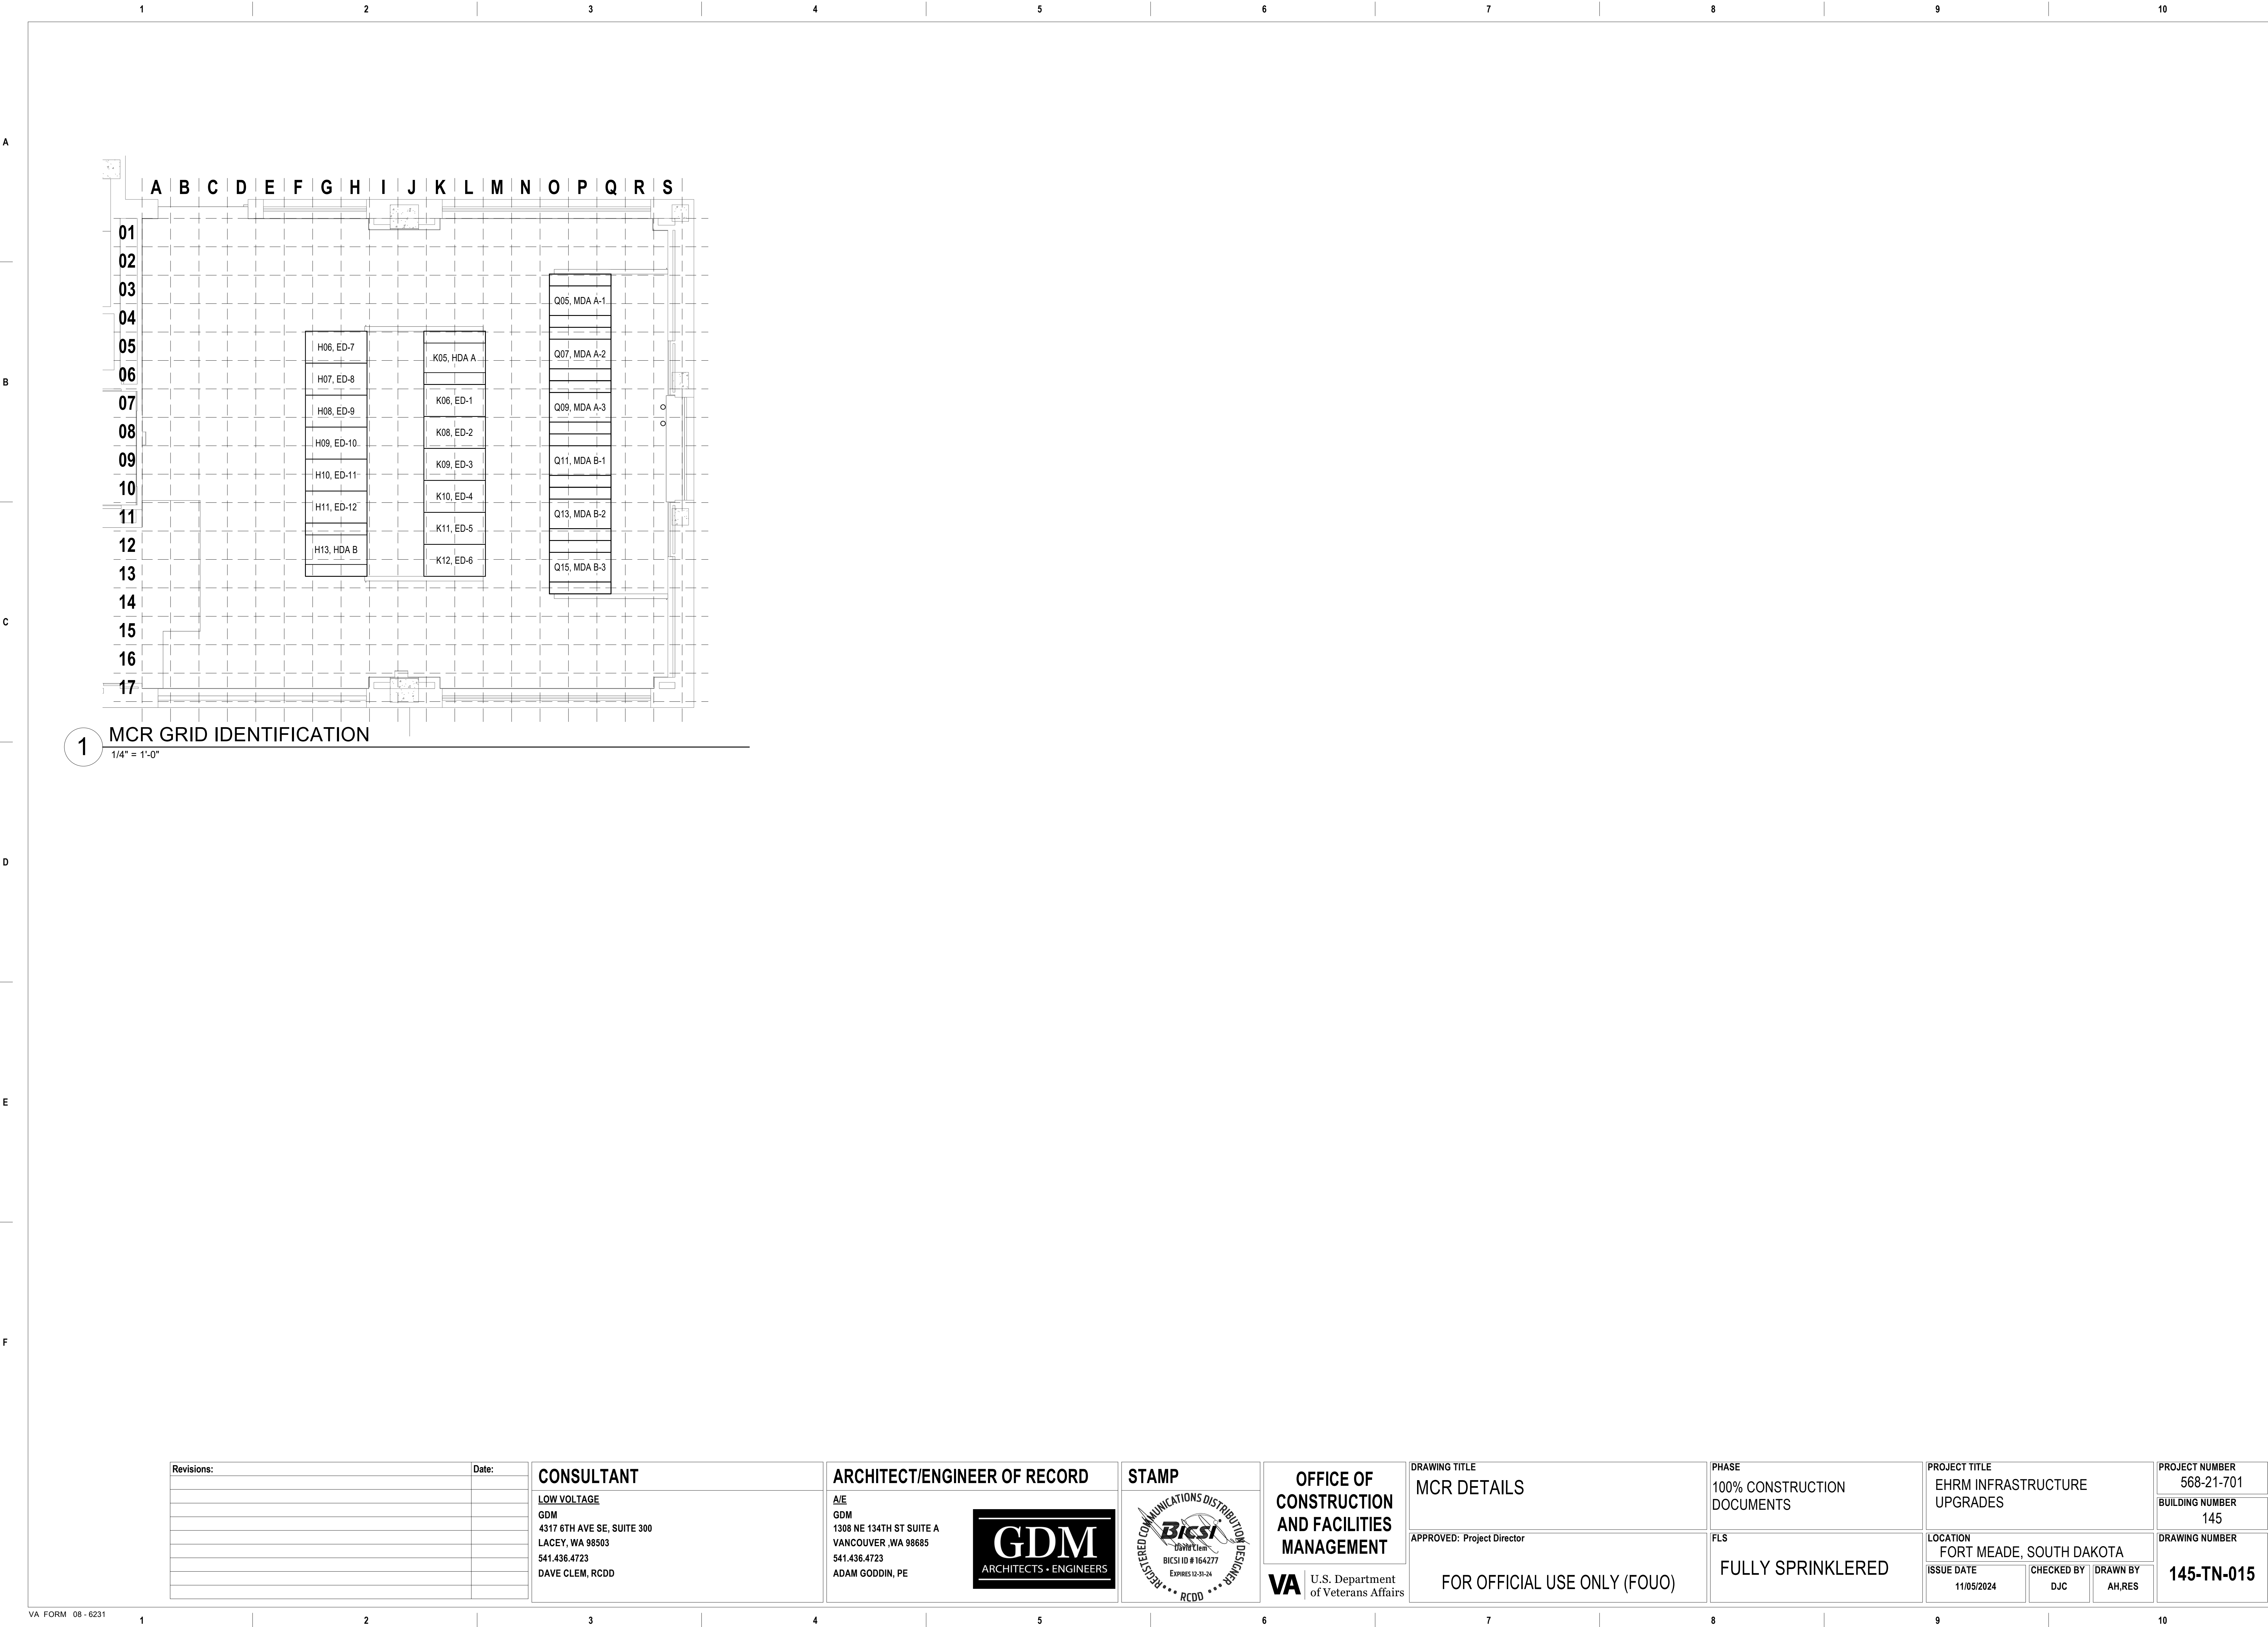 1 2 3 4 5 6 7 8 9 10
A
B
C
D
E
F
A B C D E F G H I J K L M N O P Q R S
01
02
03
04
05
06
07
08
09
10
11
12
13
14
15
16
17
H06, ED-7
H07, ED-8
H08, ED-9
H09, ED-10
H10, ED-11
H11, ED-12
H13, HDA B
K05, HDA A
K06, ED-1
K08, ED-2
K09, ED-3
K10, ED-4
K11, ED-5
K12, ED-6
Q05, MDA A-1
Q07, MDA A-2
Q09, MDA A-3
Q11, MDA B-1
Q13, MDA B-2
Q15, MDA B-3
1 MCR GRID IDENTIFICATION
1/4" = 1'-0"
Revisions: Date:
CONSULTANT
LOW VOLTAGE
GDM
4317 6TH AVE SE, SUITE 300
LACEY, WA 98503
541.436.4723
DAVE CLEM, RCDD
ARCHITECT/ENGINEER OF RECORD
A/E
GDM
1308 NE 134TH ST SUITE A
VANCOUVER ,WA 98685
541.436.4723
ADAM GODDIN, PE
GDM
ARCHITECTS • ENGINEERS
STAMP
REGISTERED COMMUNICATIONS DISTRIBUTION DESIGNER
Bicsi
David Clem
BICSI ID # 164277
EXPIRES 12-31-24
RCDD
OFFICE OF
CONSTRUCTION
AND FACILITIES
MANAGEMENT
VA U.S. Department
of Veterans Affairs
DRAWING TITLE
MCR DETAILS
APPROVED: Project Director
FOR OFFICIAL USE ONLY (FOUO)
PHASE
100% CONSTRUCTION
DOCUMENTS
FLS
FULLY SPRINKLERED
PROJECT TITLE
EHRM INFRASTRUCTURE
UPGRADES
LOCATION
FORT MEADE, SOUTH DAKOTA
ISSUE DATE
11/05/2024
CHECKED BY
DJC
DRAWN BY
AH,RES
PROJECT NUMBER
568-21-701
BUILDING NUMBER
145
DRAWING NUMBER
145-TN-015
VA FORM 08 - 6231
1 2 3 4 5 6 7 8 9 10